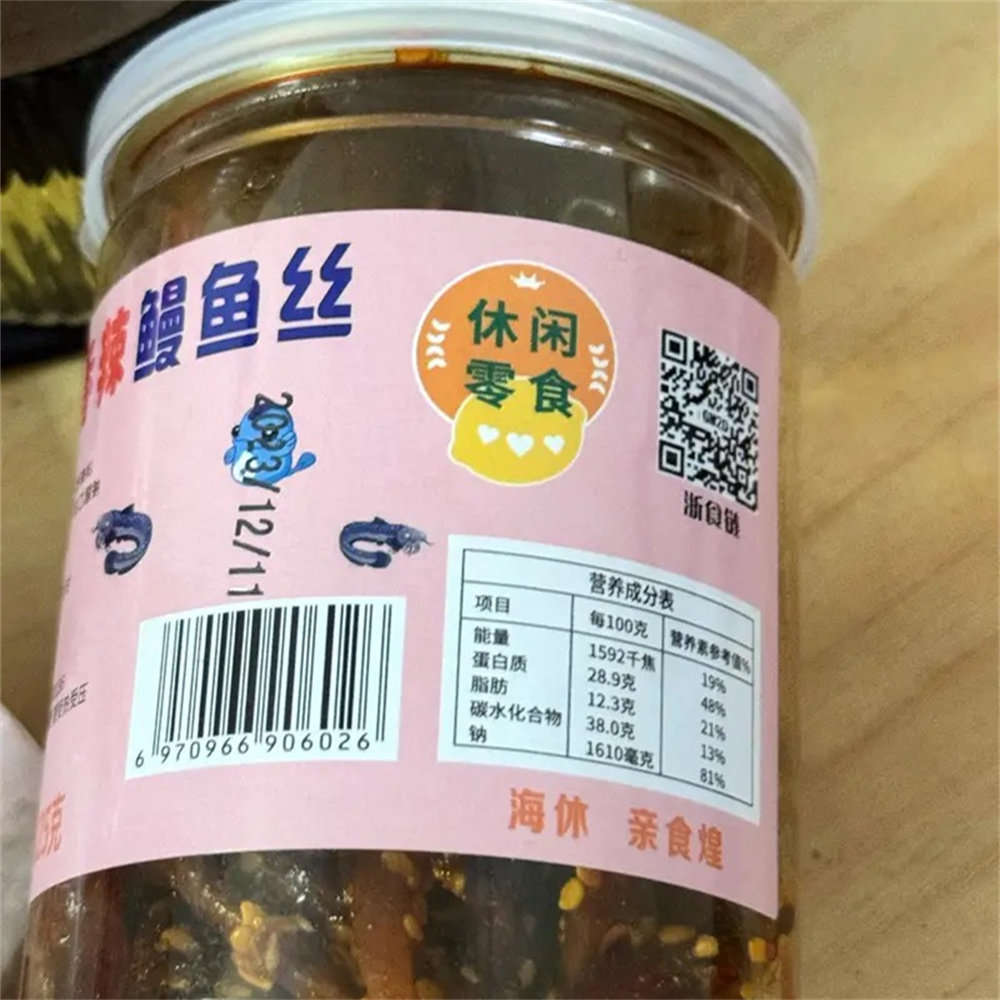 辣鳗鱼丝
休闲
零食
2023/12/11
浙食链
营养成分表
项目 每100克 营养素参考值%
能量 1592千焦 19%
蛋白质 28.9克 48%
脂肪 12.3克 21%
碳水化合物 38.0克 13%
钠 1610毫克 81%
6 970966 906026
海休 亲食煌